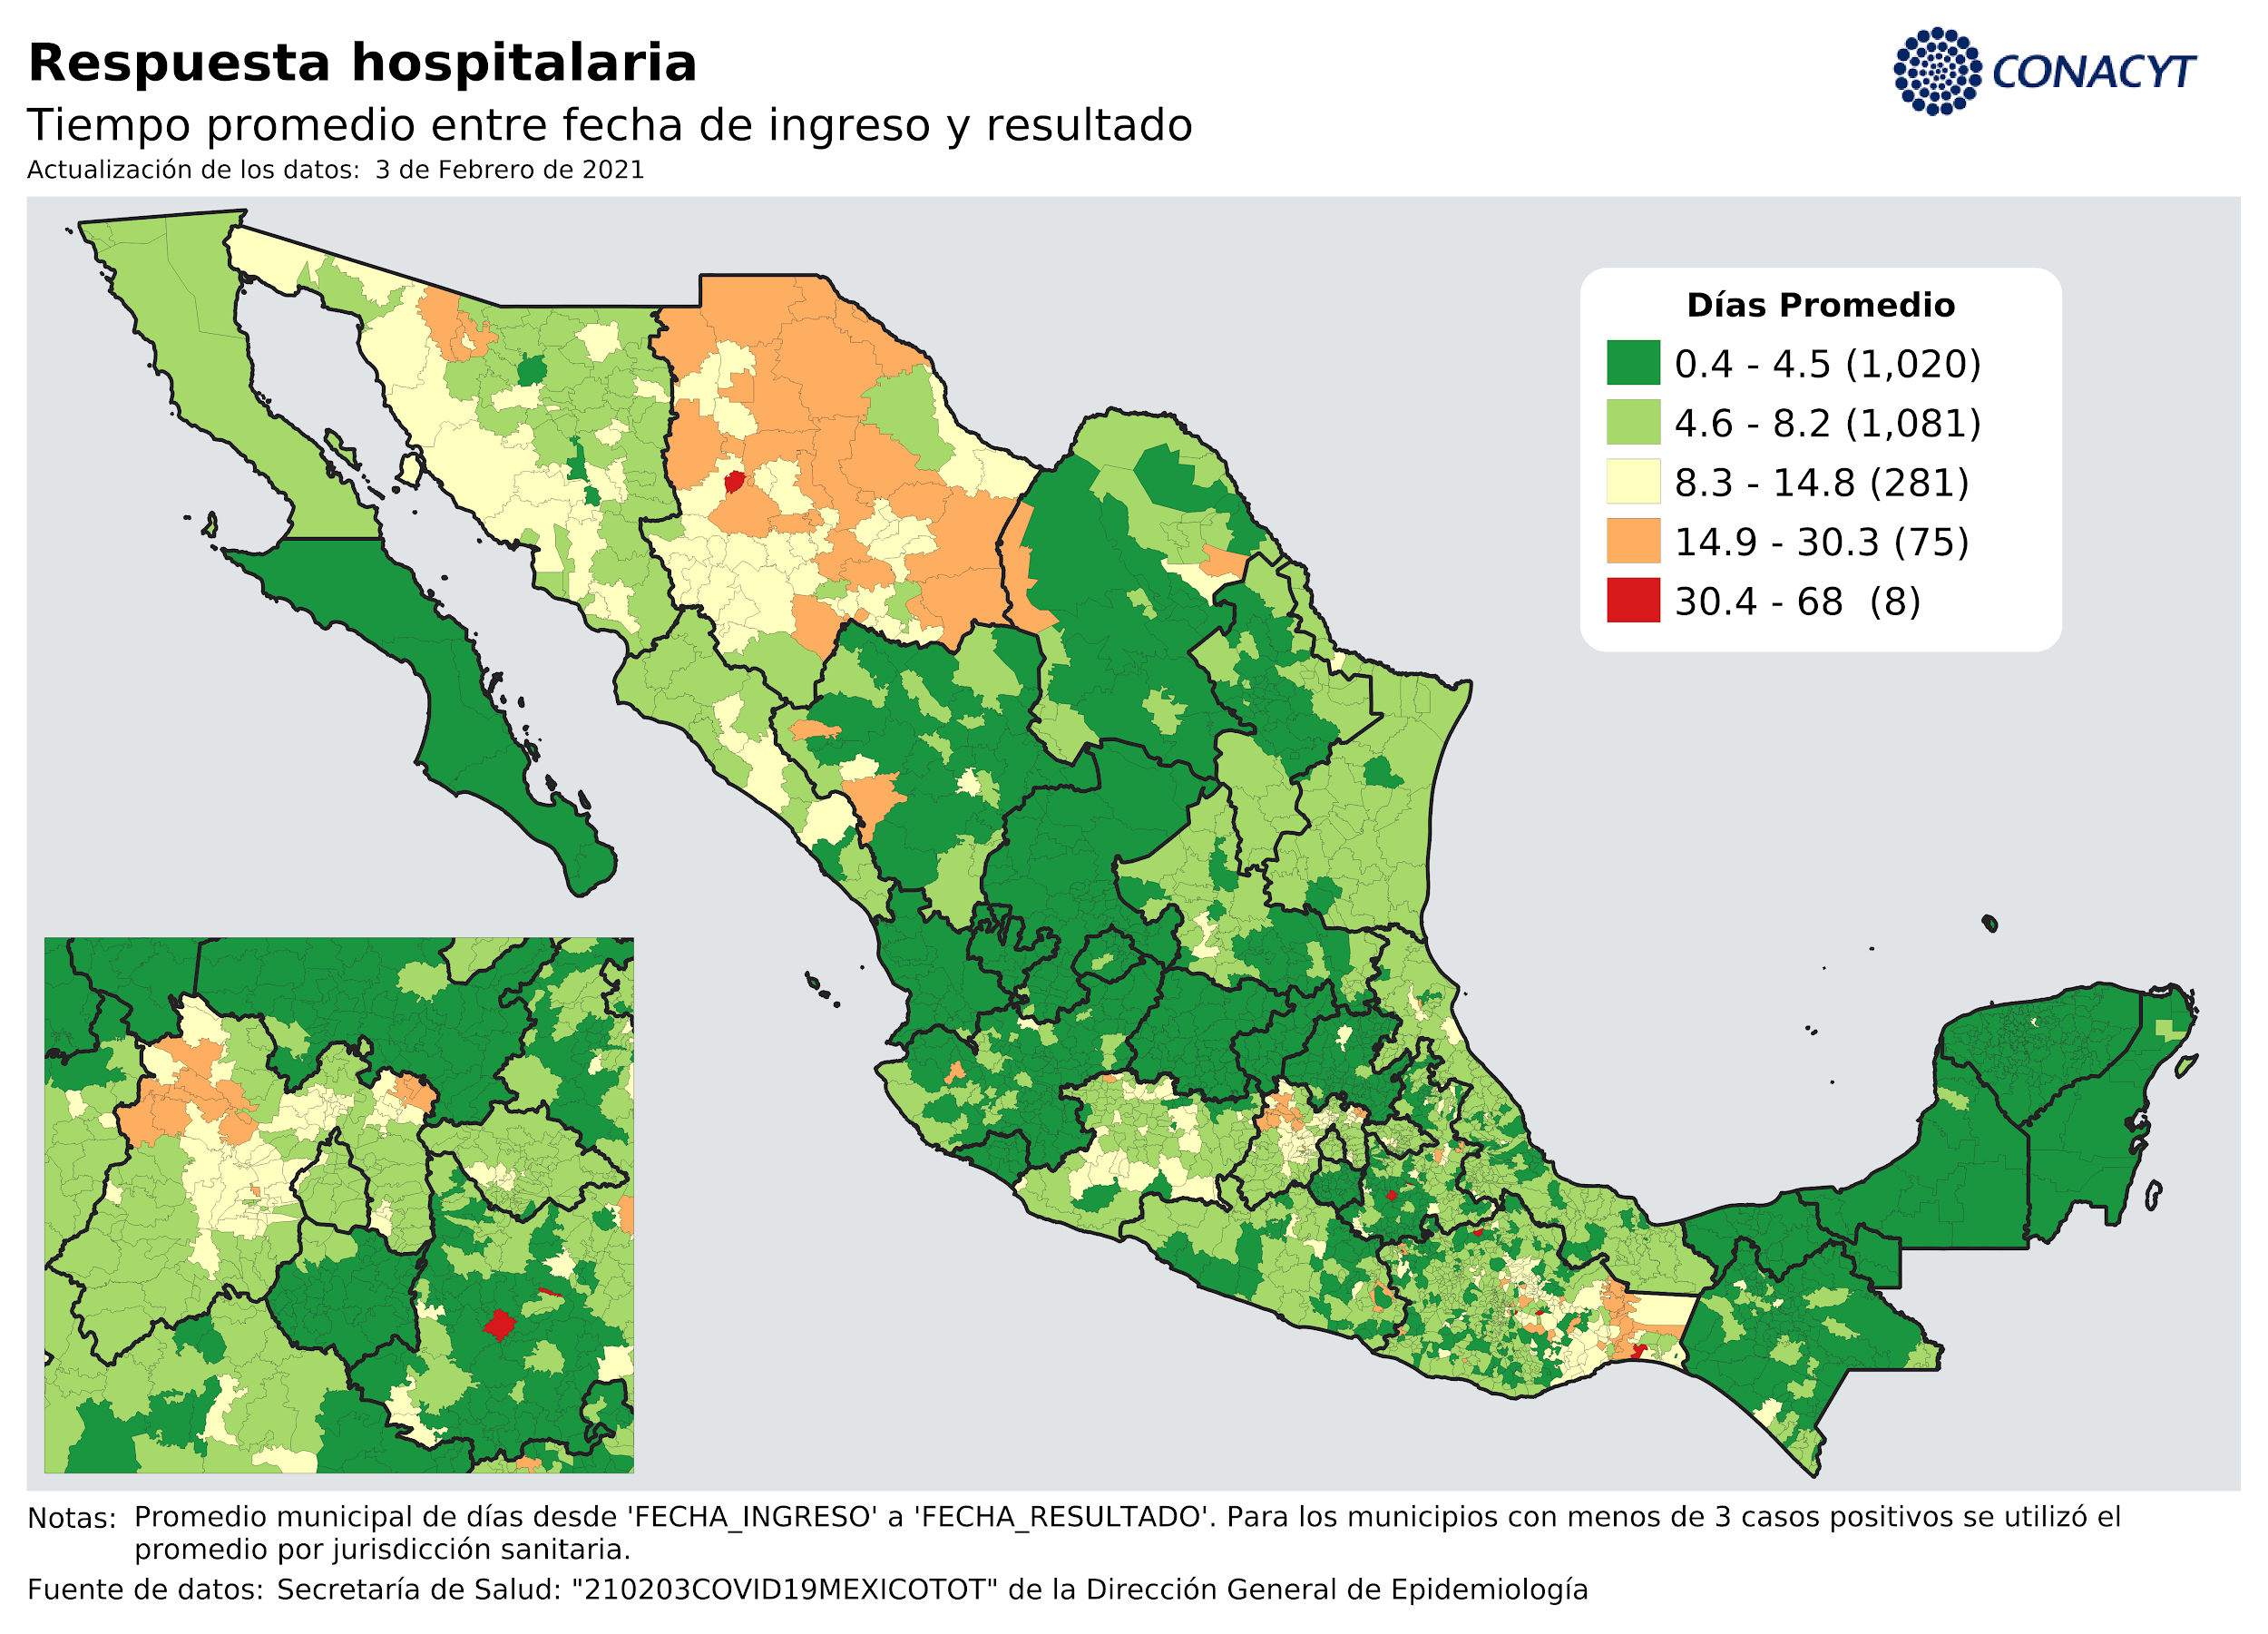 Respuesta hospitalaria
CONACYT
Tiempo promedio entre fecha de ingreso y resultado
Actualización de los datos: 3 de Febrero de 2021
Días Promedio
0.4 - 4.5 (1,020)
4.6 - 8.2 (1,081)
8.3 - 14.8 (281)
14.9 - 30.3 (75)
30.4 - 68 (8)
Notas: Promedio municipal de días desde 'FECHA_INGRESO' a 'FECHA_RESULTADO'. Para los municipios con menos de 3 casos positivos se utilizó el
promedio por jurisdicción sanitaria.
Fuente de datos: Secretaría de Salud: "210203COVID19MEXICOTOT" de la Dirección General de Epidemiología